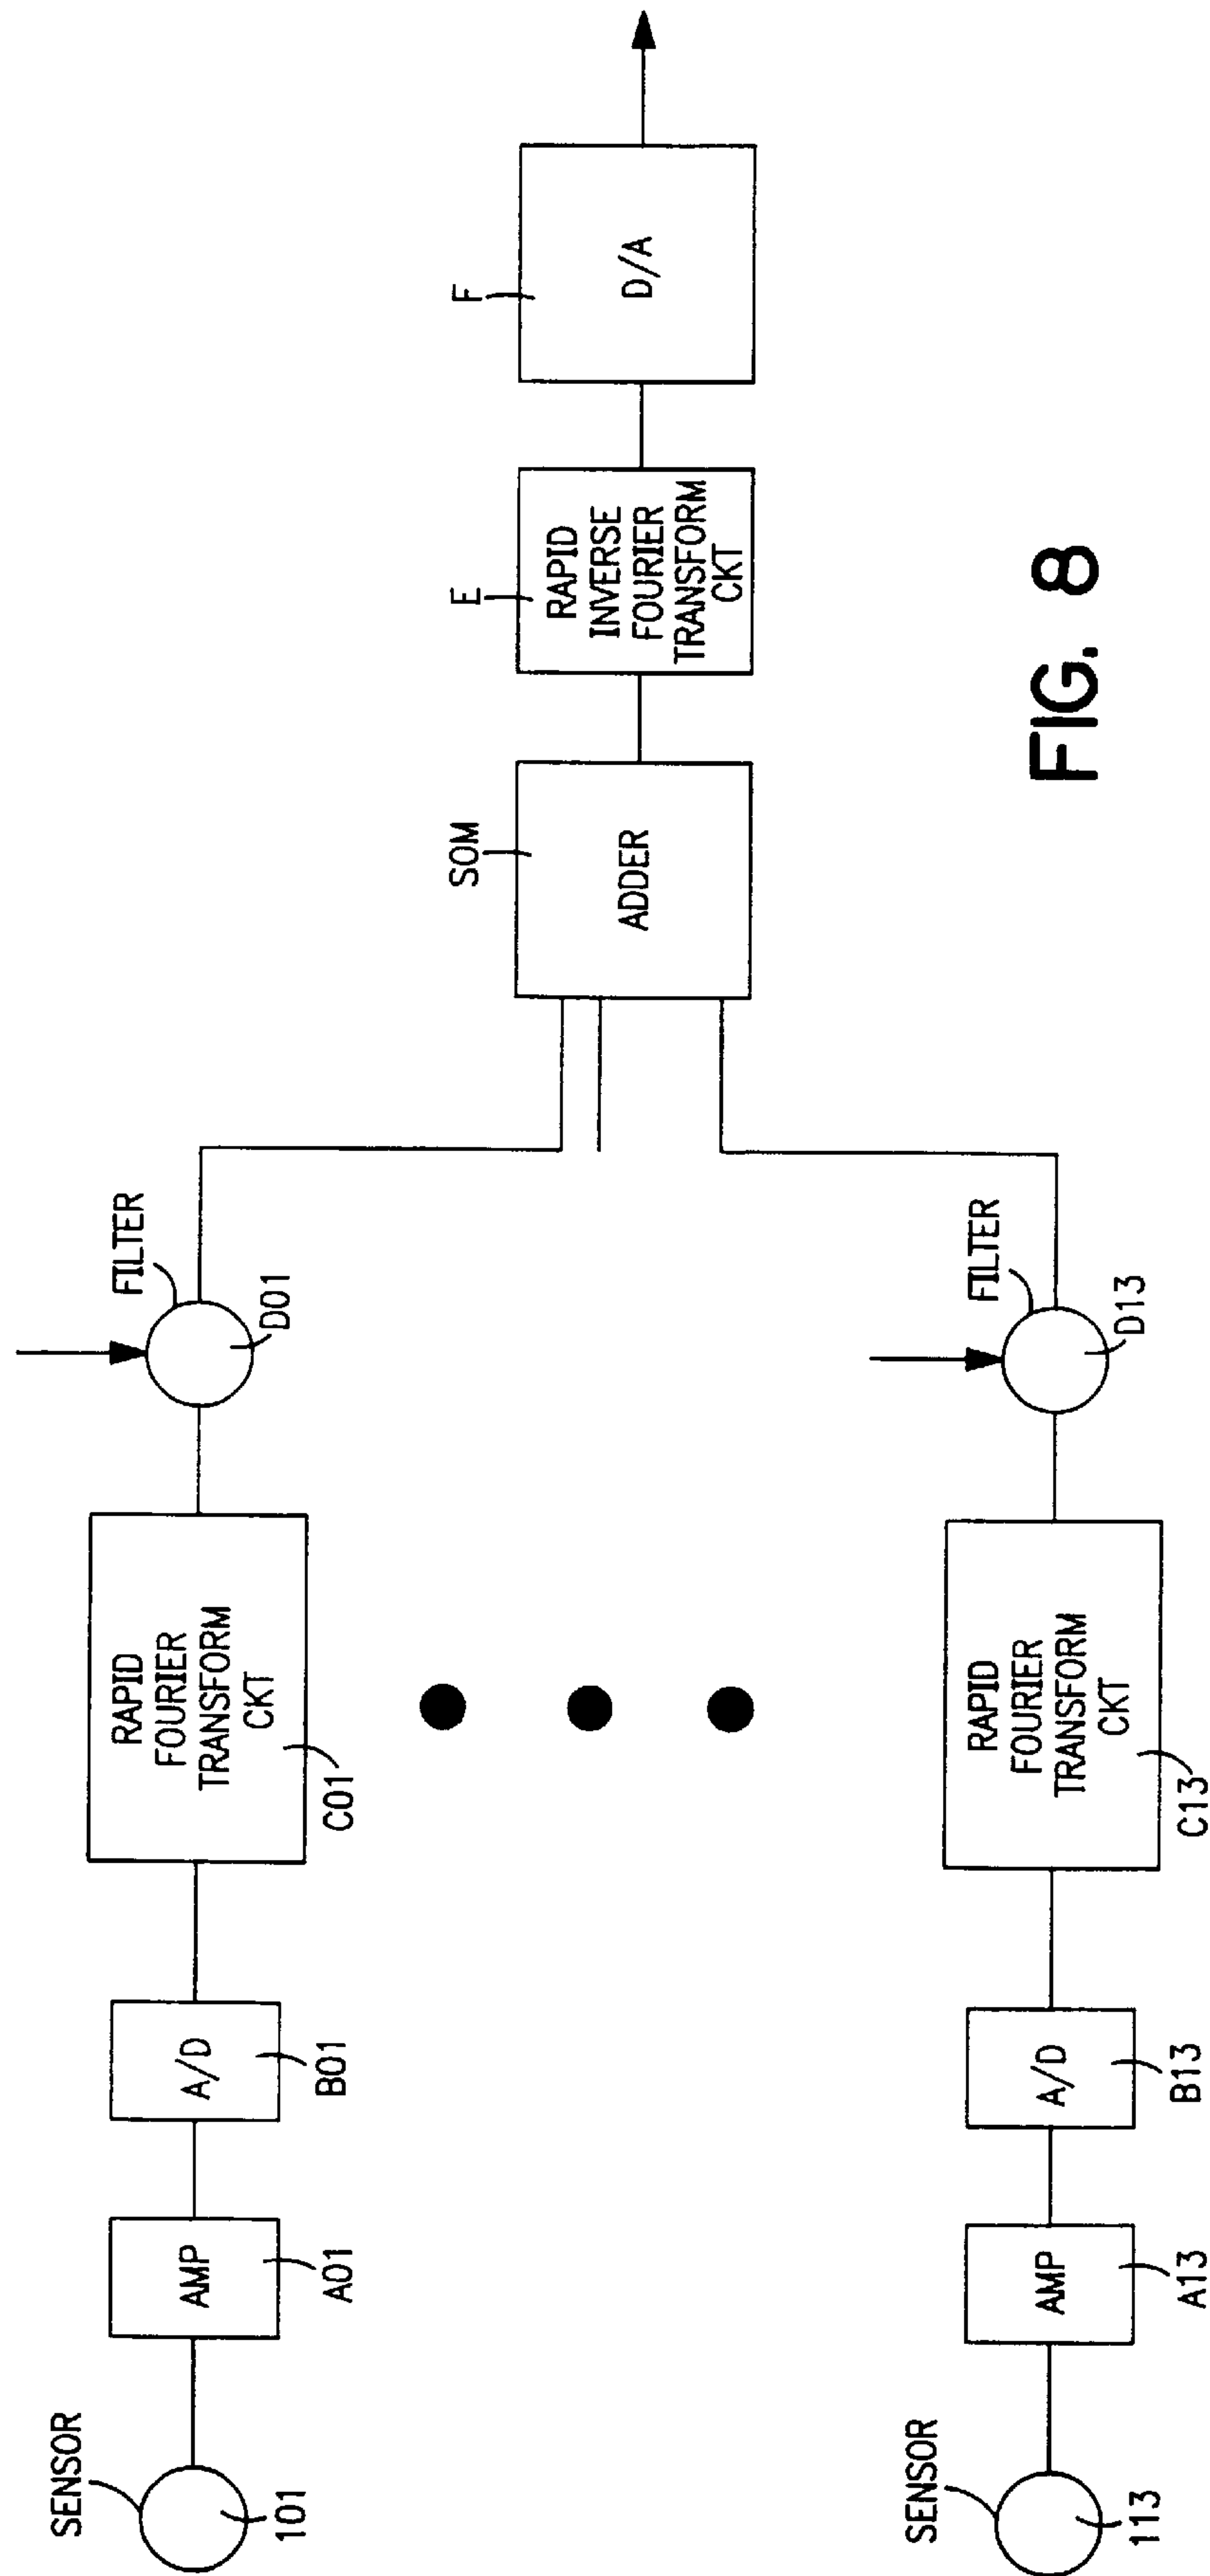 SENSOR
101
AMP
A01
A/D
B01
RAPID
FOURIER
TRANSFORM
CKT
C01
FILTER
D01
SENSOR
113
AMP
A13
A/D
B13
RAPID
FOURIER
TRANSFORM
CKT
C13
FILTER
D13
SOM
ADDER
E
RAPID
INVERSE
FOURIER
TRANSFORM
CKT
F
D/A
FIG. 8